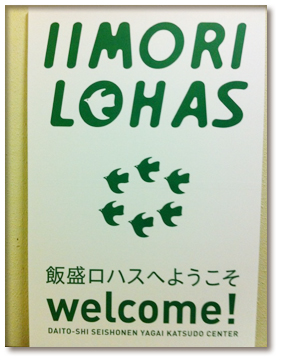 IIMORI
LOHAS
飯盛ロハスへようこそ
welcome!
DAITO-SHI SEISHONEN YAGAI KATSUDO CENTER